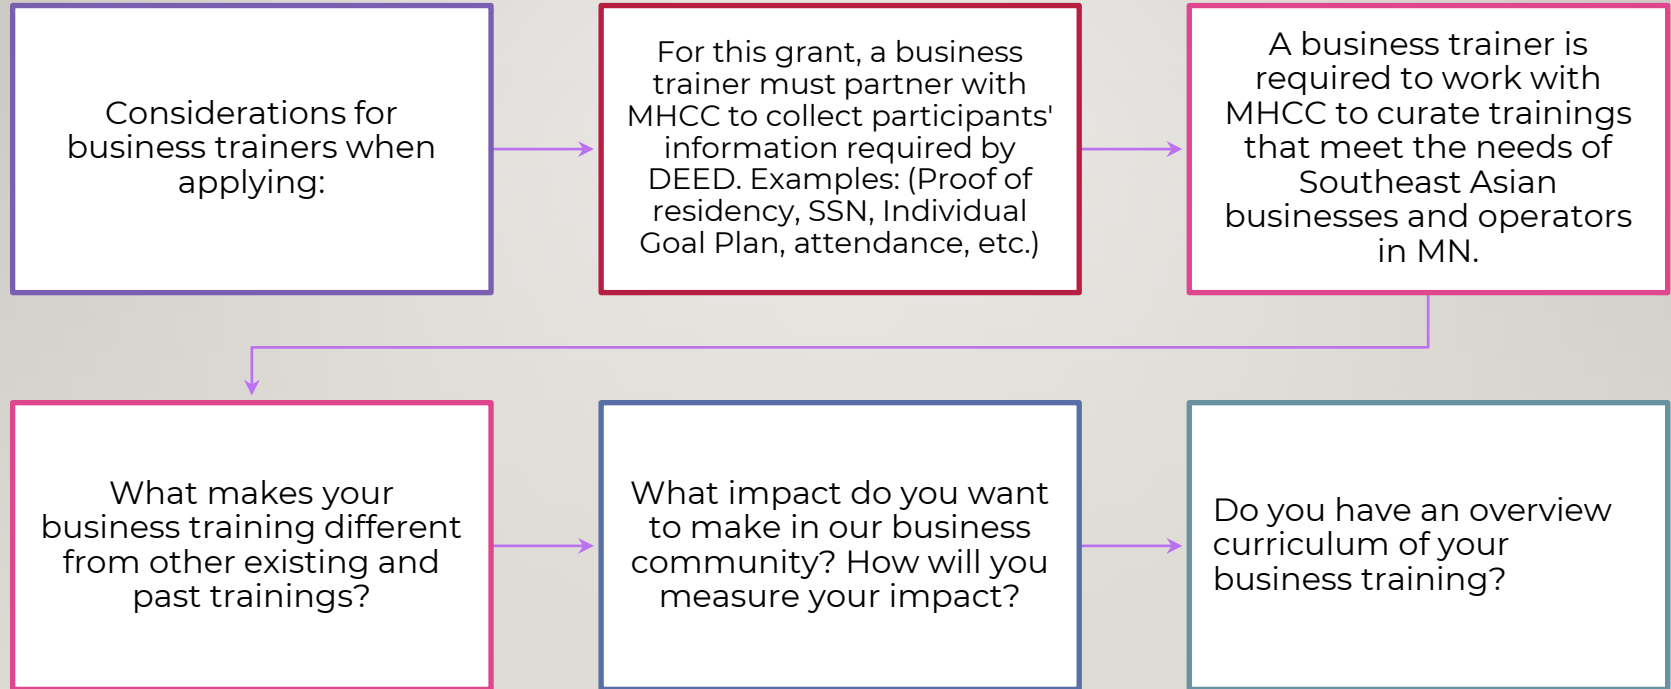 Considerations for
business trainers when
applying:
For this grant, a business
trainer must partner with
MHCC to collect participants'
information required by
DEED. Examples: (Proof of
residency, SSN, Individual
Goal Plan, attendance, etc.)
A business trainer is
required to work with
MHCC to curate trainings
that meet the needs of
Southeast Asian
businesses and operators
in MN.
What makes your
business training different
from other existing and
past trainings?
What impact do you want
to make in our business
community? How will you
measure your impact?
Do you have an overview
curriculum of your
business training?